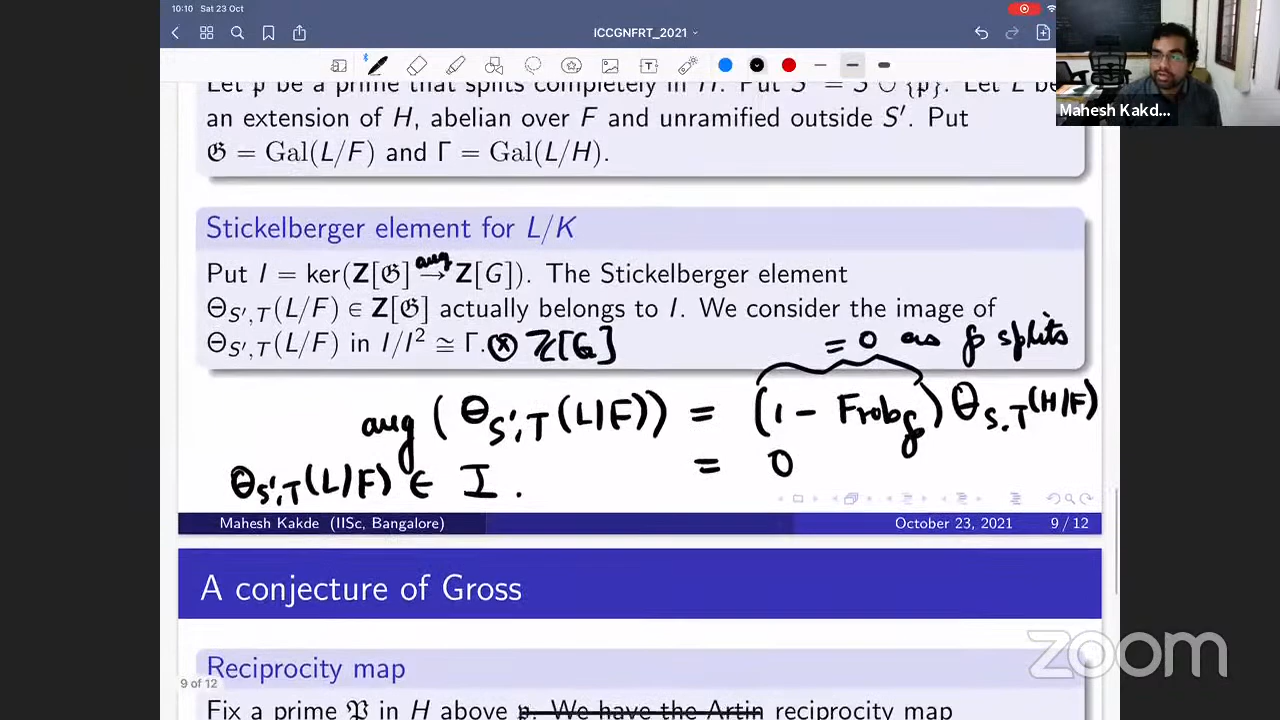 10:10 Sat 23 Oct
ICCGNFRT_2021
Mahesh Kakd...
Let p be a prime that splits completely in H. Put S' = S ∪ {p}. Let L be
an extension of H, abelian over F and unramified outside S'. Put
𝔊 = Gal(L/F) and Γ = Gal(L/H).
Stickelberger element for L/K
Put I = ker(Z[𝔊] → Z[G]). The Stickelberger element
aug
Θ_{S',T}(L/F) ∈ Z[𝔊] actually belongs to I. We consider the image of
Θ_{S',T}(L/F) in I/I² ≅ Γ. ⊗ Z[G]
= 0 as p splits
aug (Θ_{S',T}(L/F)) = (1 - Frob_p) Θ_{S,T}(H/F)
= 0
Θ_{S',T}(L/F) ∈ I.
Mahesh Kakde (IISc, Bangalore)
October 23, 2021
9 / 12
A conjecture of Gross
Reciprocity map
9 of 12
Fix a prime 𝔓 in H above p. We have the Artin reciprocity map
zoom